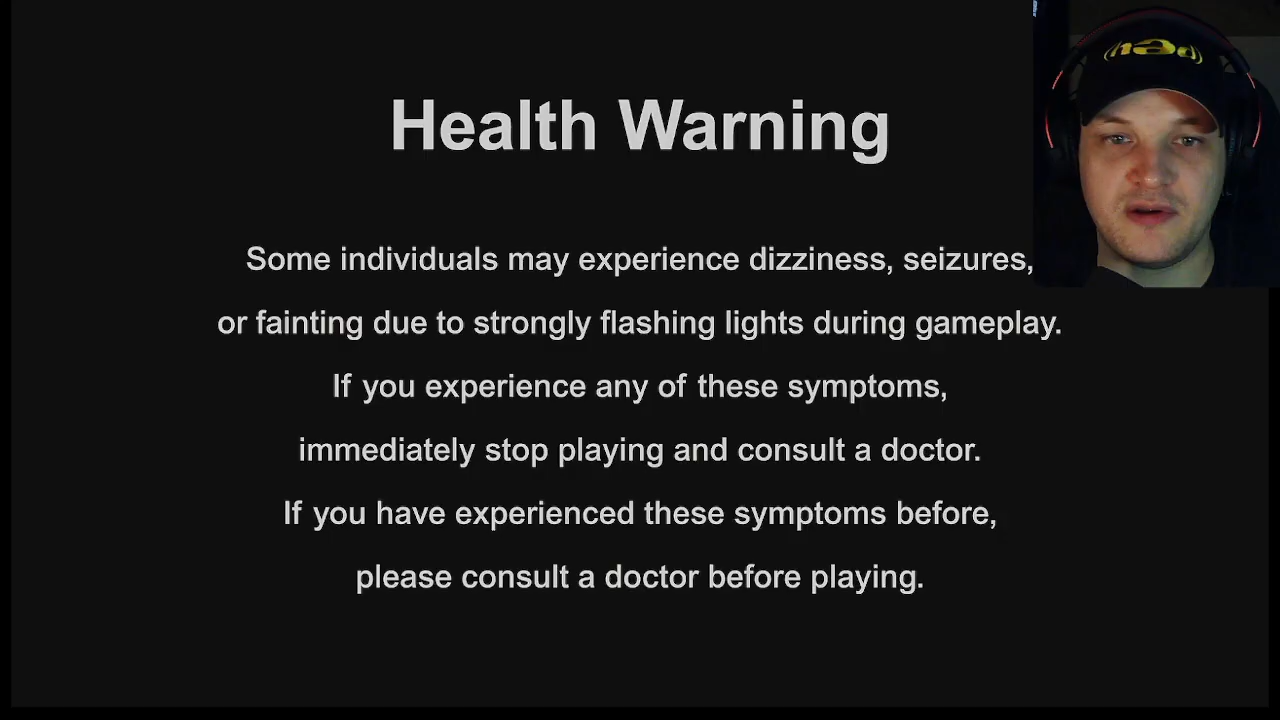 Health Warning
Some individuals may experience dizziness, seizures,
or fainting due to strongly flashing lights during gameplay.
If you experience any of these symptoms,
immediately stop playing and consult a doctor.
If you have experienced these symptoms before,
please consult a doctor before playing.